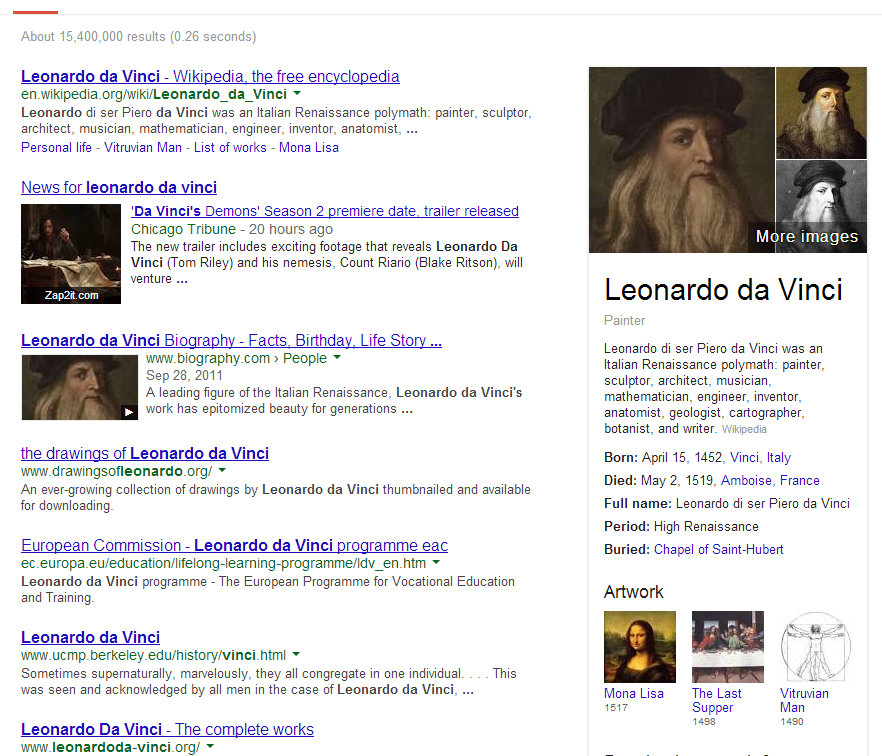 About 15,400,000 results (0.26 seconds)
Leonardo da Vinci - Wikipedia, the free encyclopedia
en.wikipedia.org/wiki/Leonardo_da_Vinci
Leonardo di ser Piero da Vinci was an Italian Renaissance polymath: painter, sculptor,
architect, musician, mathematician, engineer, inventor, anatomist, ...
Personal life - Vitruvian Man - List of works - Mona Lisa
News for leonardo da vinci
'Da Vinci's Demons' Season 2 premiere date, trailer released
Chicago Tribune - 20 hours ago
The new trailer includes exciting footage that reveals Leonardo Da
Vinci (Tom Riley) and his nemesis, Count Riario (Blake Ritson), will
venture ...
Zap2it.com
Leonardo da Vinci Biography - Facts, Birthday, Life Story ...
www.biography.com › People
Sep 28, 2011
A leading figure of the Italian Renaissance, Leonardo da Vinci's
work has epitomized beauty for generations ...
the drawings of Leonardo da Vinci
www.drawingsofleonardo.org/
An ever-growing collection of drawings by Leonardo da Vinci thumbnailed and available
for downloading.
European Commission - Leonardo da Vinci programme eac
ec.europa.eu/education/lifelong-learning-programme/ldv_en.htm
Leonardo da Vinci programme - The European Programme for Vocational Education
and Training.
Leonardo da Vinci
www.ucmp.berkeley.edu/history/vinci.html
Sometimes supernaturally, marvelously, they all congregate in one individual. . . . This
was seen and acknowledged by all men in the case of Leonardo da Vinci, ...
Leonardo Da Vinci - The complete works
www.leonardoda-vinci.org/
More images
Leonardo da Vinci
Painter
Leonardo di ser Piero da Vinci was an
Italian Renaissance polymath: painter,
sculptor, architect, musician,
mathematician, engineer, inventor,
anatomist, geologist, cartographer,
botanist, and writer. Wikipedia
Born: April 15, 1452, Vinci, Italy
Died: May 2, 1519, Amboise, France
Full name: Leonardo di ser Piero da Vinci
Period: High Renaissance
Buried: Chapel of Saint-Hubert
Artwork
Mona Lisa
1517
The Last
Supper
1498
Vitruvian
Man
1490